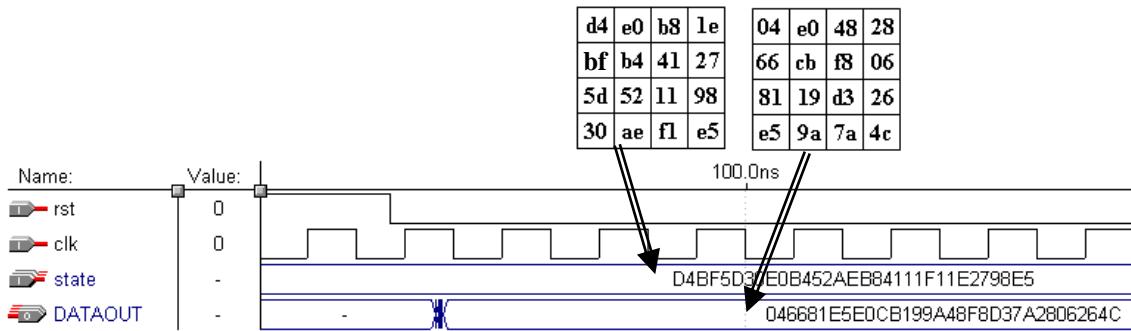 d4 e0 b8 1e
bf b4 41 27
5d 52 11 98
30 ae f1 e5
04 e0 48 28
66 cb f8 06
81 19 d3 26
e5 9a 7a 4c
Name: Value: 100.0ns
rst 0
clk 0
state - D4BF5D30E0B452AEB84111F11E2798E5
DATAOUT - - 046681E5E0CB199A48F8D37A2806264C